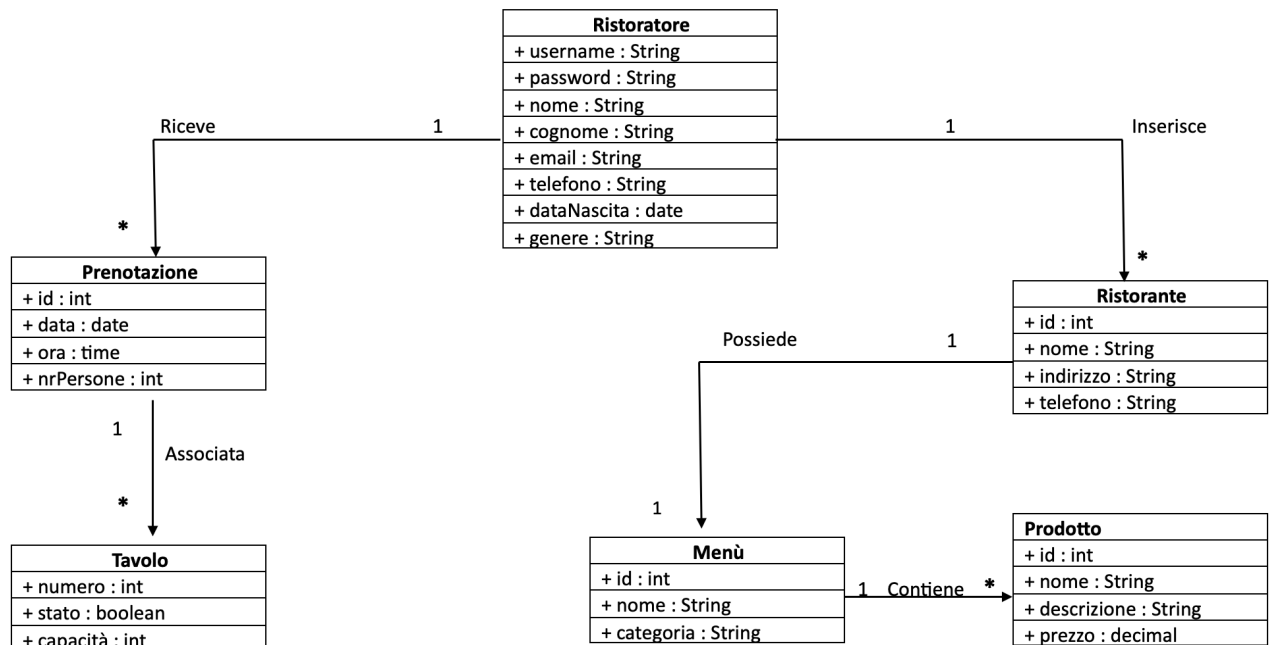 Ristoratore
+ username : String
+ password : String
+ nome : String
+ cognome : String
+ email : String
+ telefono : String
+ dataNascita : date
+ genere : String
Riceve
1
*
1
Inserisce
*
Prenotazione
+ id : int
+ data : date
+ ora : time
+ nrPersone : int
Ristorante
+ id : int
+ nome : String
+ indirizzo : String
+ telefono : String
Possiede
1
1
1
Associata
*
Tavolo
+ numero : int
+ stato : boolean
+ capacità : int
Menù
+ id : int
+ nome : String
+ categoria : String
1
Contiene
*
Prodotto
+ id : int
+ nome : String
+ descrizione : String
+ prezzo : decimal